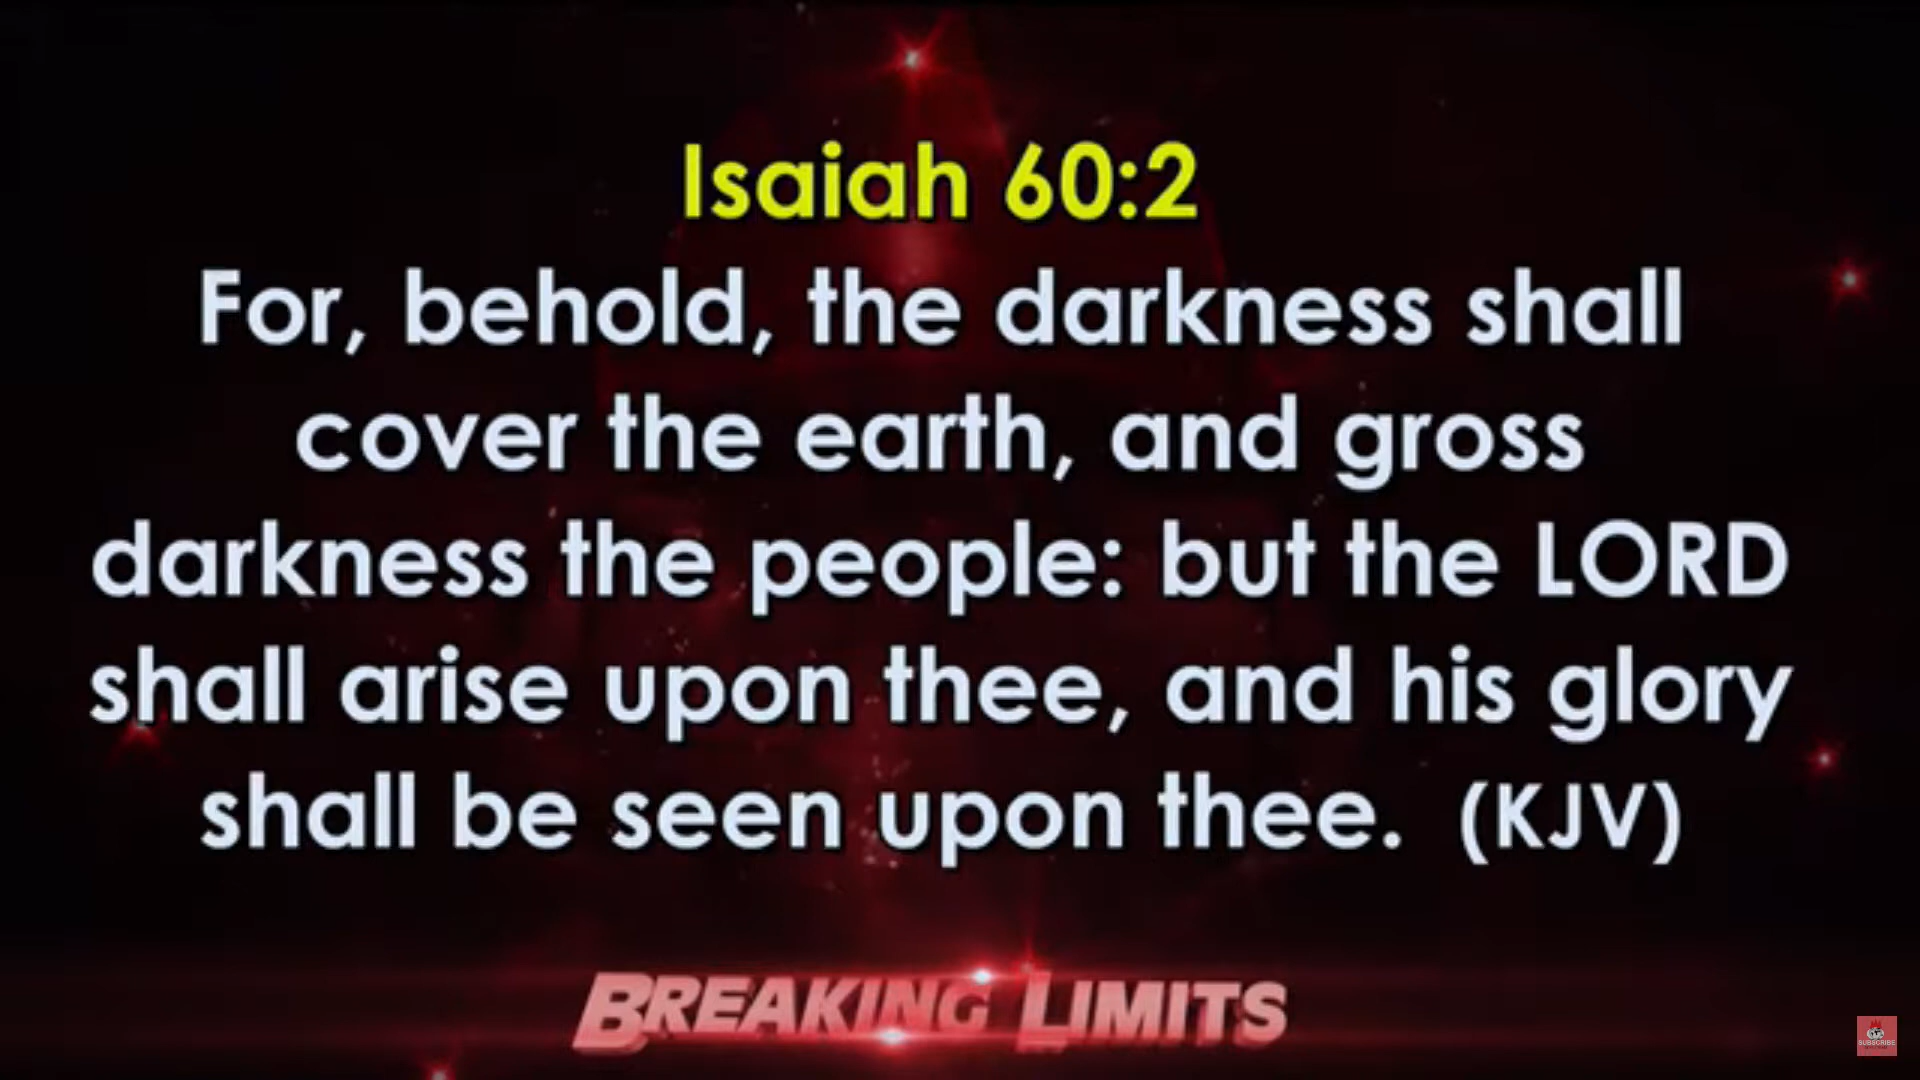 Isaiah 60:2
For, behold, the darkness shall
cover the earth, and gross
darkness the people: but the LORD
shall arise upon thee, and his glory
shall be seen upon thee. (KJV)
BREAKING LIMITS
SUBSCRIBE